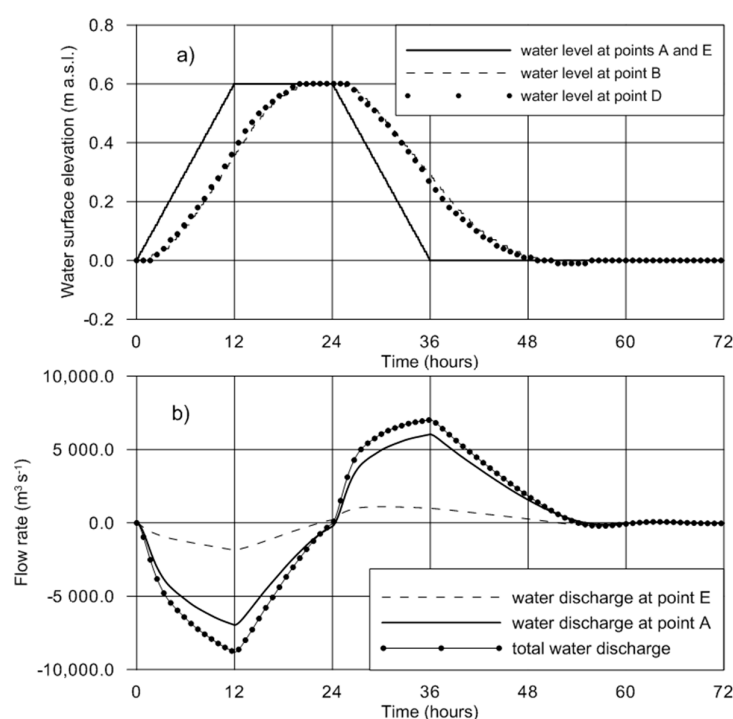 a)
water level at points A and E
water level at point B
water level at point D
Water surface elevation (m a.s.l.)
0.8
0.6
0.4
0.2
0.0
-0.2
0 12 24 36 48 60 72
Time (hours)
b)
Flow rate (m³ s⁻¹)
10,000.0
5 000.0
0.0
-5 000.0
-10,000.0
water discharge at point E
water discharge at point A
total water discharge
0 12 24 36 48 60 72
Time (hours)